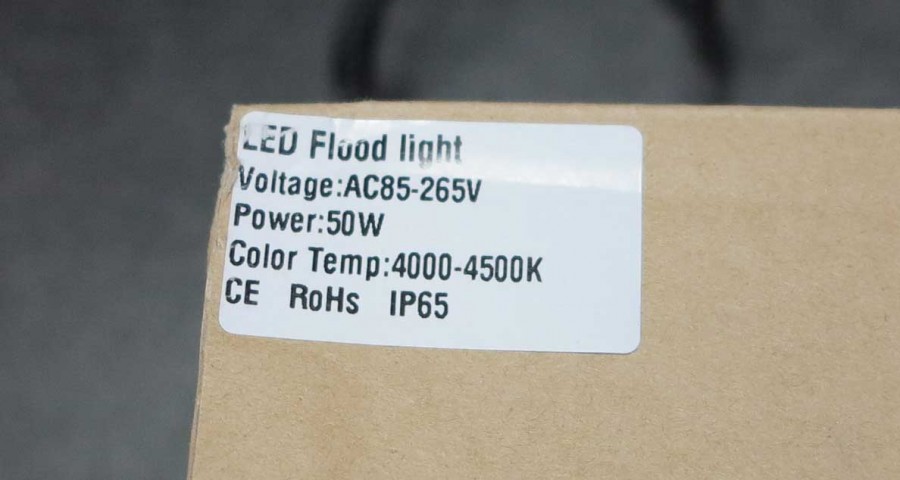 LED Flood light
Voltage:AC85-265V
Power:50W
Color Temp:4000-4500K
CE RoHs IP65